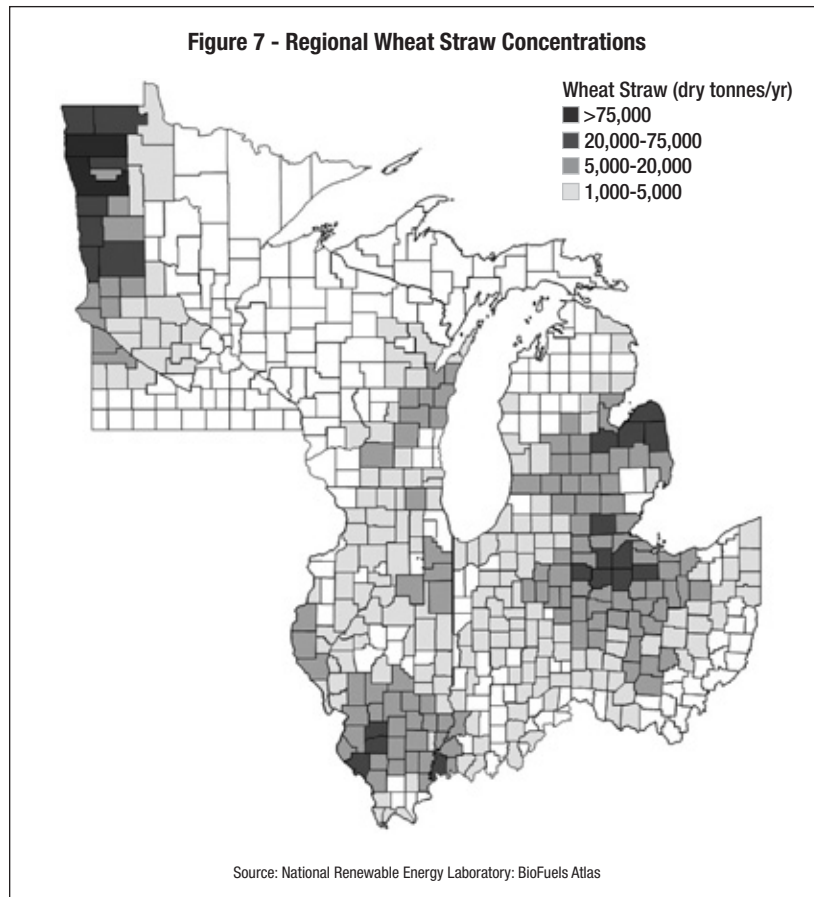 Figure 7 - Regional Wheat Straw Concentrations
Wheat Straw (dry tonnes/yr)
>75,000
20,000-75,000
5,000-20,000
1,000-5,000
Source: National Renewable Energy Laboratory: BioFuels Atlas